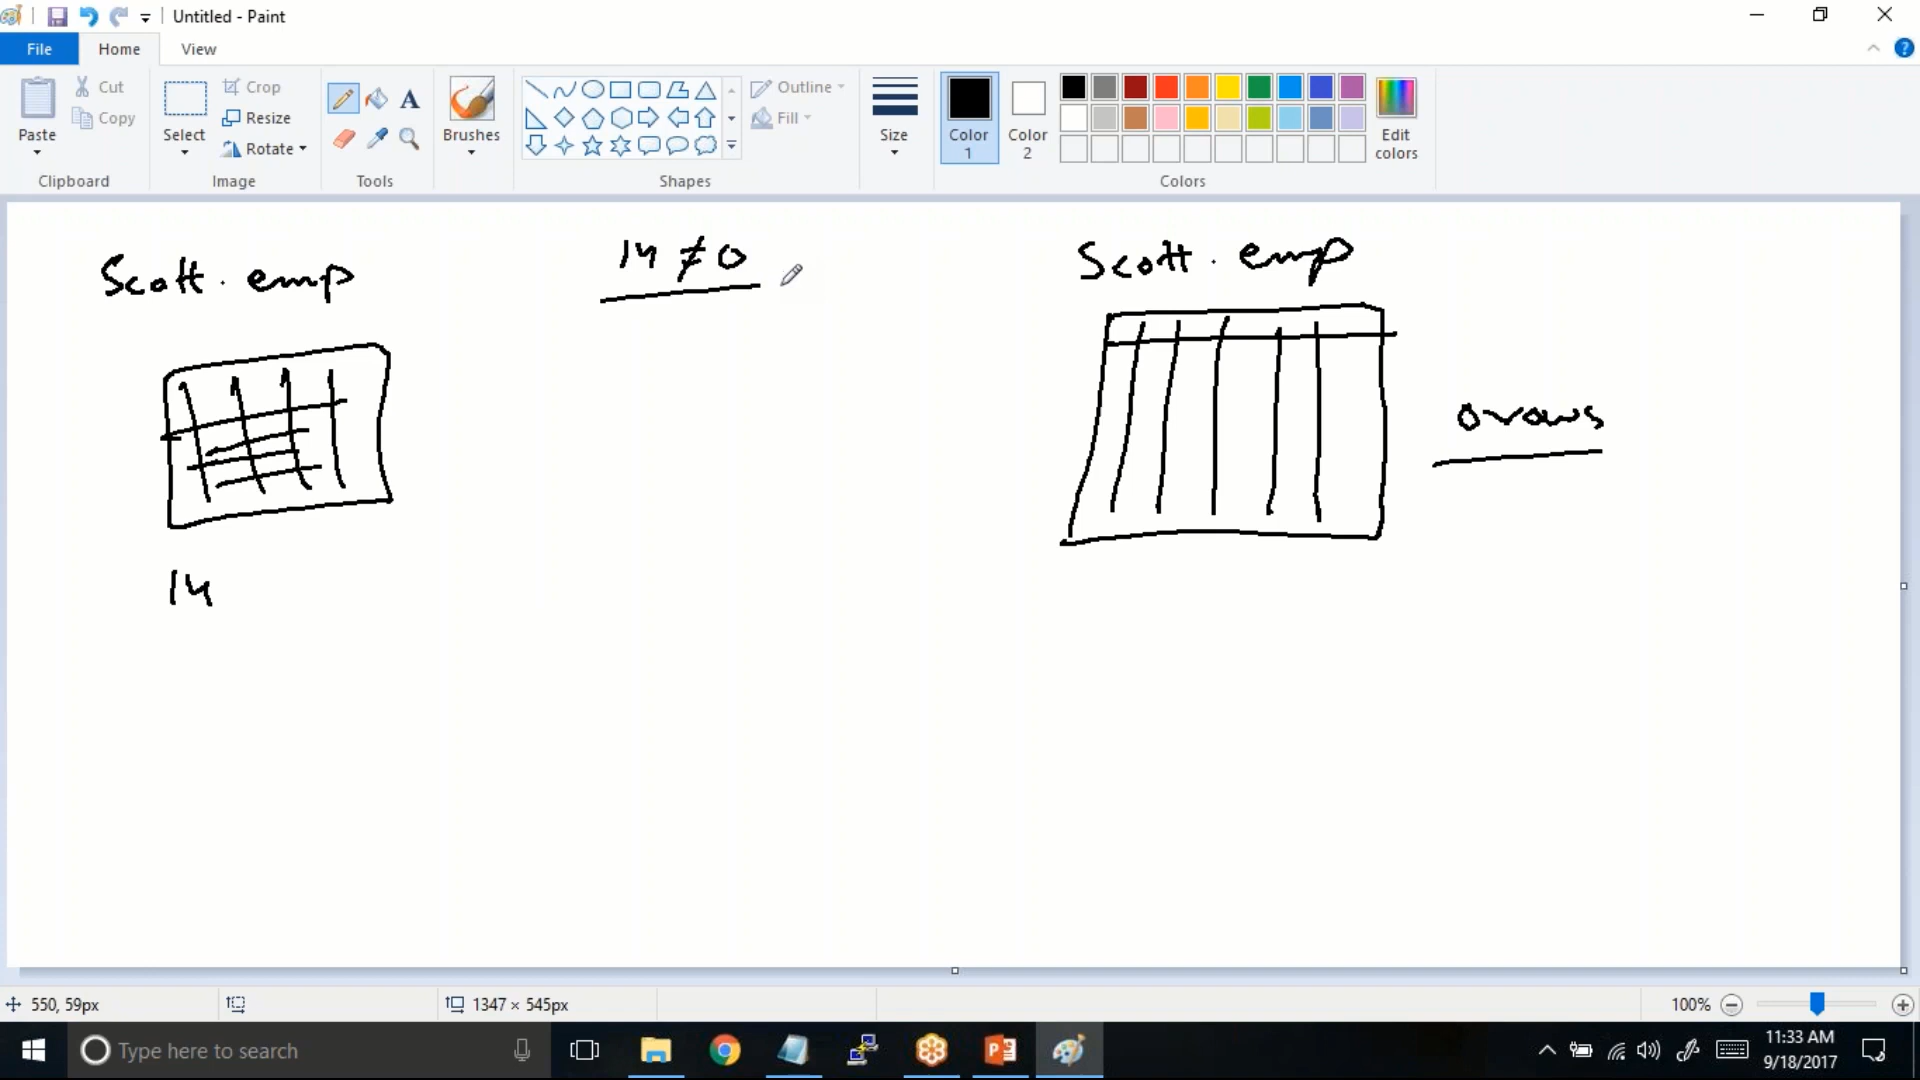 Untitled - Paint
File Home View
Paste Cut Copy Clipboard
Select Crop Resize Rotate Image
Tools
Brushes
Shapes Outline Fill
Size
Color 1 Color 2 Edit colors Colors
Scott. emp
14 ≠ 0
Scott. emp
0 rows
14
550, 59px
1347 × 545px
100%
Type here to search
11:33 AM
9/18/2017